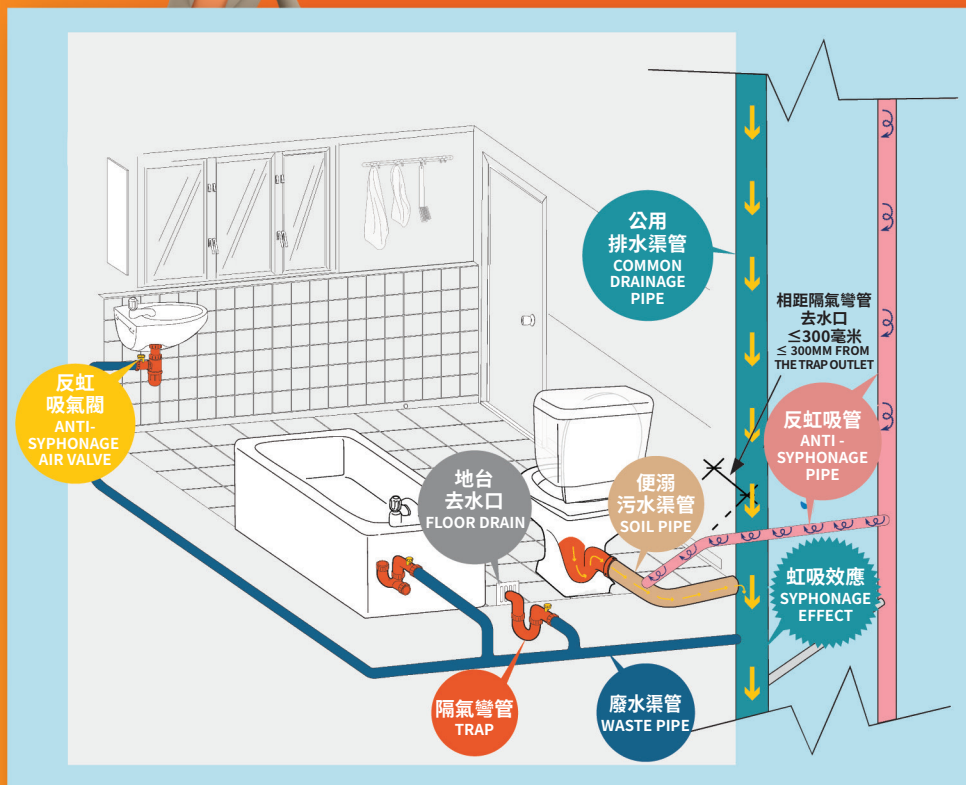 公用
排水渠管
COMMON
DRAINAGE
PIPE
相距隔氣彎管
去水口
≤300毫米
≤ 300MM FROM
THE TRAP OUTLET
反虹
吸氣閥
ANTI-
SYPHONAGE
AIR VALVE
反虹吸管
ANTI -
SYPHONAGE
PIPE
地台
去水口
FLOOR DRAIN
便溺
污水渠管
SOIL PIPE
虹吸效應
SYPHONAGE
EFFECT
隔氣彎管
TRAP
廢水渠管
WASTE PIPE